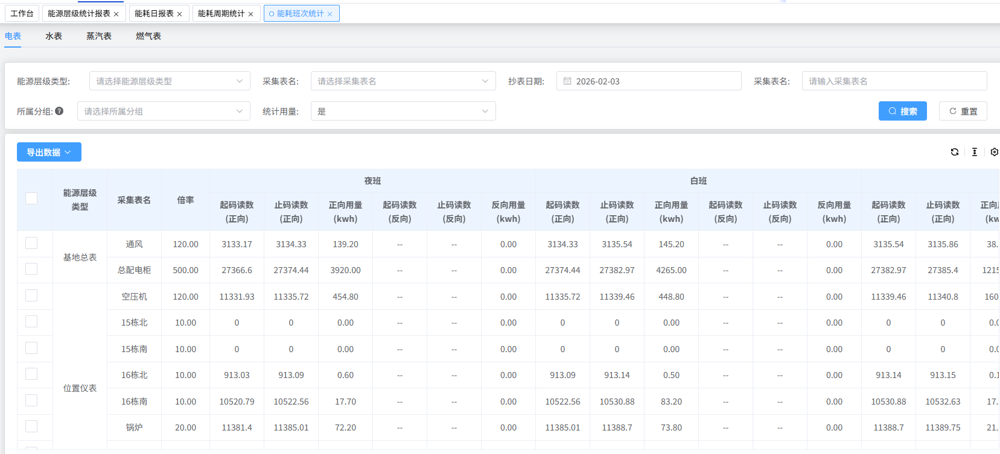 工作台 能源层级统计报表 × 能耗日报表 × 能耗周期统计 × 能耗班次统计 ×
电表 水表 蒸汽表 燃气表
能源层级类型: 请选择能源层级类型 采集表名: 请选择采集表名 抄表日期: 2026-02-03 采集表名: 请输入采集表名
所属分组: ? 请选择所属分组 统计用量: 是 搜索 重置
导出数据
能源层级类型 采集表名 倍率 夜班 白班
起码读数(正向) 止码读数(正向) 正向用量(kwh) 起码读数(反向) 止码读数(反向) 反向用量(kwh) 起码读数(正向) 止码读数(正向) 正向用量(kwh) 起码读数(反向) 止码读数(反向) 反向用量(kwh) 起码读数(正向) 止码读数(正向) 正向
基地总表
通风 120.00 3133.17 3134.33 139.20 -- -- 0.00 3134.33 3135.54 145.20 -- -- 0.00 3135.54 3135.86 38.
总配电柜 500.00 27366.6 27374.44 3920.00 -- -- 0.00 27374.44 27382.97 4265.00 -- -- 0.00 27382.97 27385.4 1215
位置仪表
空压机 120.00 11331.93 11335.72 454.80 -- -- 0.00 11335.72 11339.46 448.80 -- -- 0.00 11339.46 11340.8 160
15栋北 10.00 0 0 0.00 -- -- 0.00 0 0 0.00 -- -- 0.00 0 0 0.0
15栋南 10.00 0 0 0.00 -- -- 0.00 0 0 0.00 -- -- 0.00 0 0 0.0
16栋北 10.00 913.03 913.09 0.60 -- -- 0.00 913.09 913.14 0.50 -- -- 0.00 913.14 913.15 0.1
16栋南 10.00 10520.79 10522.56 17.70 -- -- 0.00 10522.56 10530.88 83.20 -- -- 0.00 10530.88 10532.63 17.
锅炉 20.00 11381.4 11385.01 72.20 -- -- 0.00 11385.01 11388.7 73.80 -- -- 0.00 11388.7 11389.75 21.